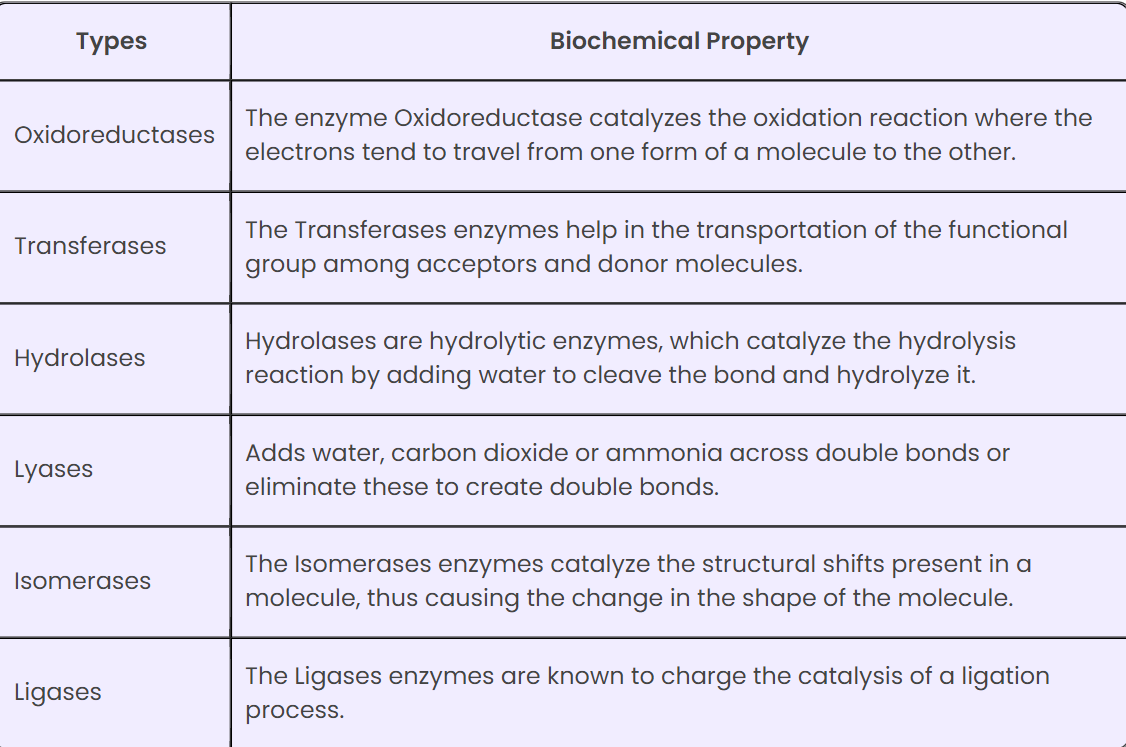 Types
Biochemical Property
Oxidoreductases
The enzyme Oxidoreductase catalyzes the oxidation reaction where the
electrons tend to travel from one form of a molecule to the other.
Transferases
The Transferases enzymes help in the transportation of the functional
group among acceptors and donor molecules.
Hydrolases
Hydrolases are hydrolytic enzymes, which catalyze the hydrolysis
reaction by adding water to cleave the bond and hydrolyze it.
Lyases
Adds water, carbon dioxide or ammonia across double bonds or
eliminate these to create double bonds.
Isomerases
The Isomerases enzymes catalyze the structural shifts present in a
molecule, thus causing the change in the shape of the molecule.
Ligases
The Ligases enzymes are known to charge the catalysis of a ligation
process.